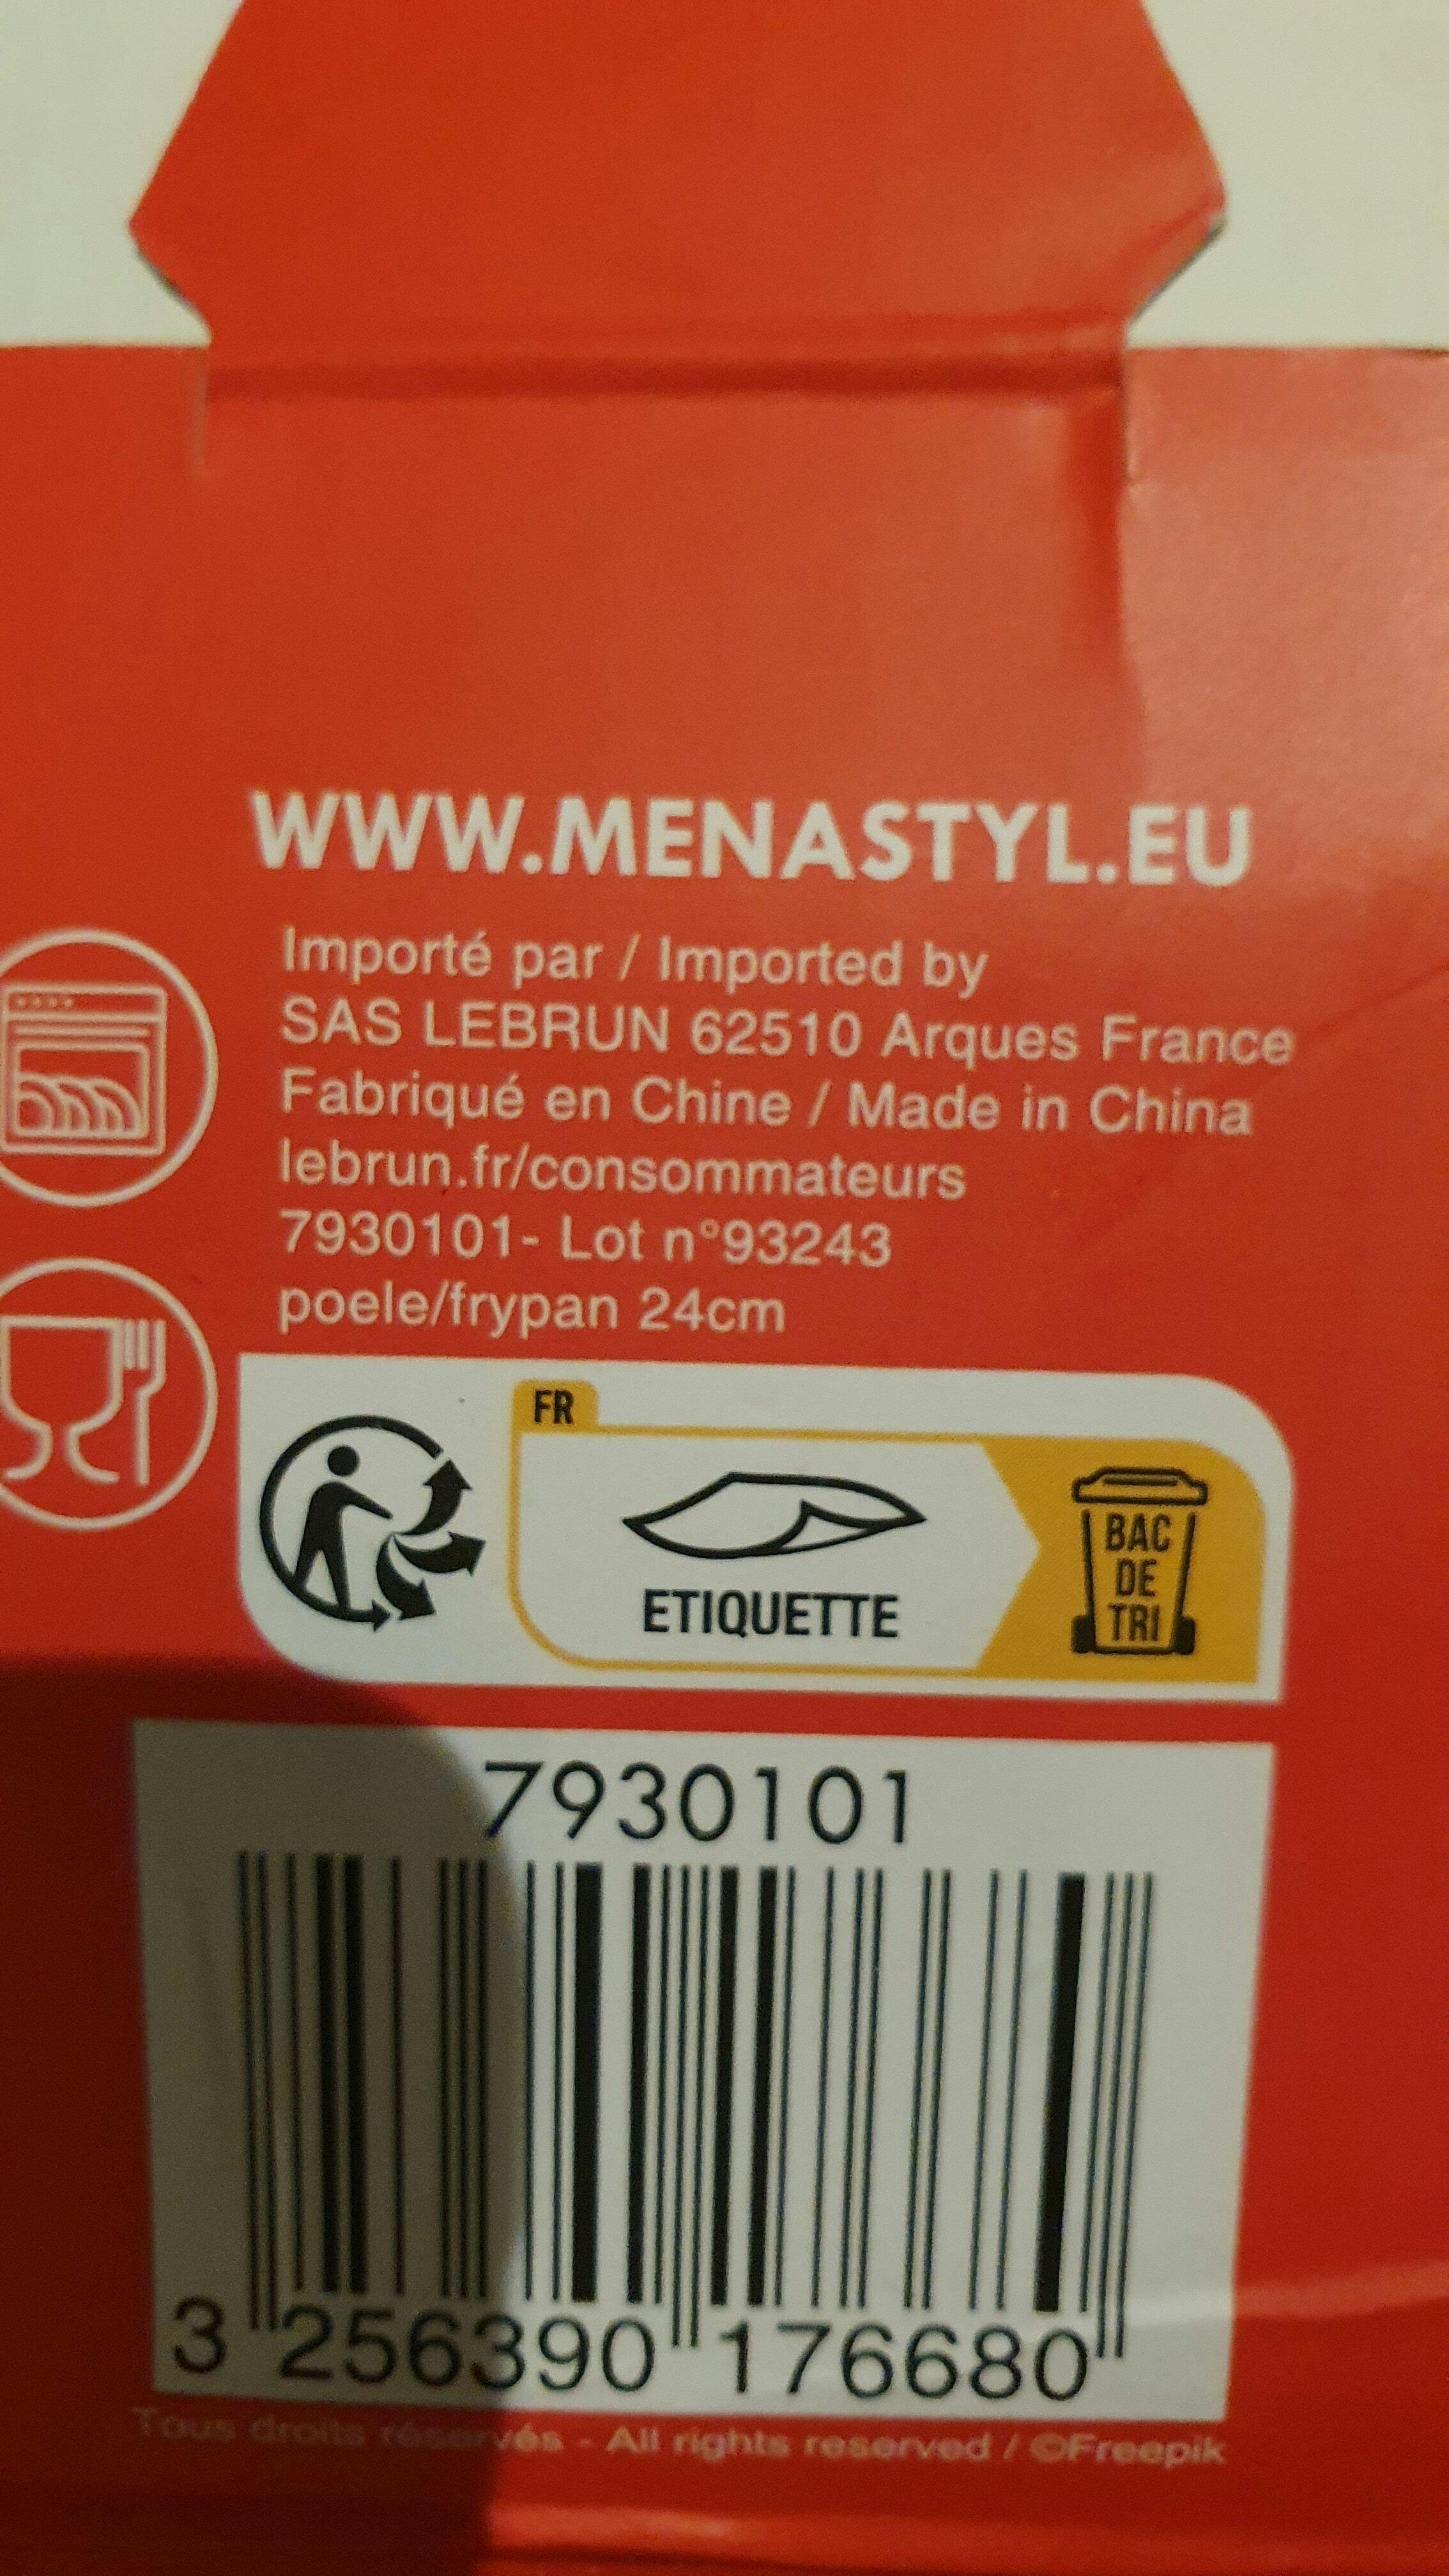 WWW.MENASTYL.EU
Importé par / Imported by
SAS LEBRUN 62510 Arques France
Fabriqué en Chine / Made in China
lebrun.fr/consommateurs
7930101- Lot n°93243
poele/frypan 24cm
FR
ETIQUETTE
BAC
DE
TRI
7930101
3 256390 176680
Tous droits réservés - All rights reserved / ©Freepik